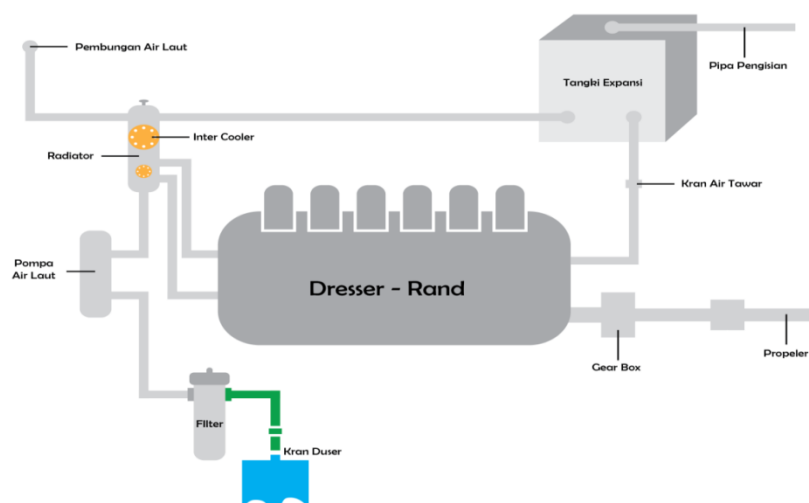 Pembungan Air Laut
Pipa Pengisian
Tangki Expansi
Inter Cooler
Radiator
Kran Air Tawar
Pompa
Air Laut
Dresser - Rand
Propeler
Gear Box
FIlter
Kran Duser